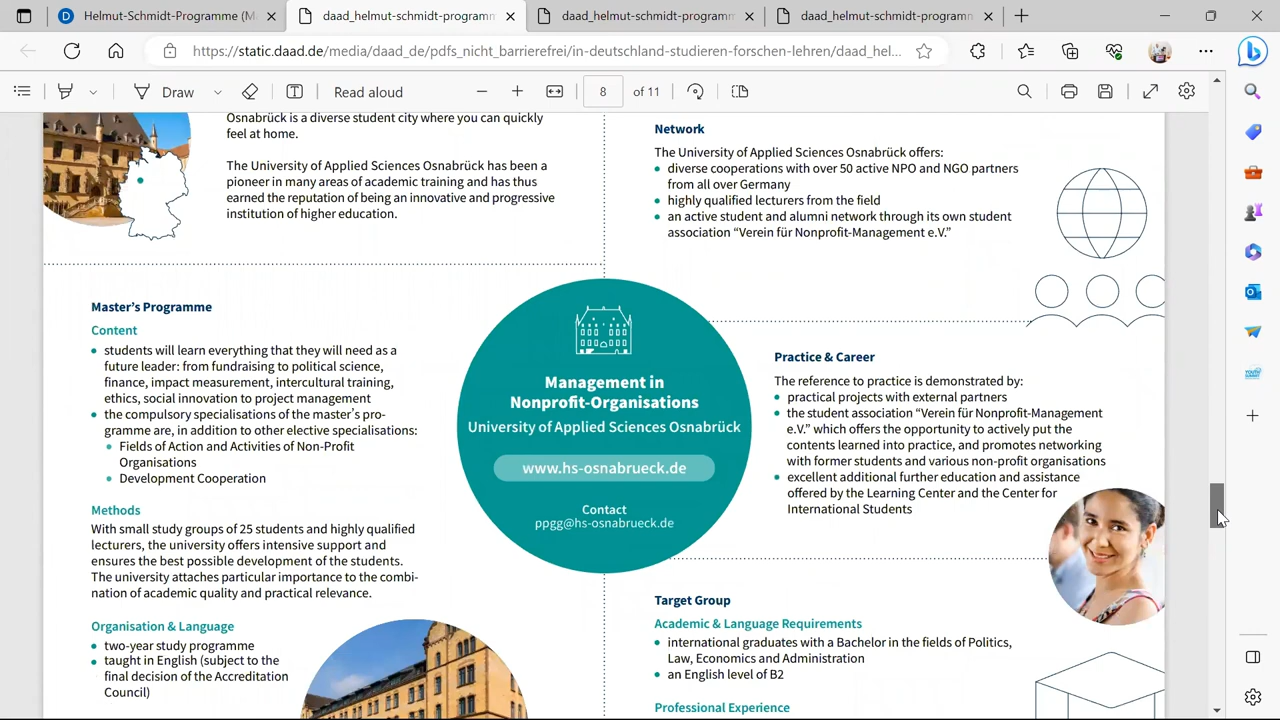 Helmut-Schmidt-Programme (Ma
daad_helmut-schmidt-programm
daad_helmut-schmidt-programm
daad_helmut-schmidt-programm
https://static.daad.de/media/daad_de/pdfs_nicht_barrierefrei/in-deutschland-studieren-forschen-lehren/daad_hel...
Draw
Read aloud
8 of 11
Osnabrück is a diverse student city where you can quickly
feel at home.
The University of Applied Sciences Osnabrück has been a
pioneer in many areas of academic training and has thus
earned the reputation of being an innovative and progressive
institution of higher education.
Network
The University of Applied Sciences Osnabrück offers:
diverse cooperations with over 50 active NPO and NGO partners
from all over Germany
highly qualified lecturers from the field
an active student and alumni network through its own student
association “Verein für Nonprofit-Management e.V.”
Master’s Programme
Content
students will learn everything that they will need as a
future leader: from fundraising to political science,
finance, impact measurement, intercultural training,
ethics, social innovation to project management
the compulsory specialisations of the master’s pro-
gramme are, in addition to other elective specialisations:
Fields of Action and Activities of Non-Profit
Organisations
Development Cooperation
Methods
With small study groups of 25 students and highly qualified
lecturers, the university offers intensive support and
ensures the best possible development of the students.
The university attaches particular importance to the combi-
nation of academic quality and practical relevance.
Organisation & Language
two-year study programme
taught in English (subject to the
final decision of the Accreditation
Council)
Management in
Nonprofit-Organisations
University of Applied Sciences Osnabrück
www.hs-osnabrueck.de
Contact
ppgg@hs-osnabrueck.de
Practice & Career
The reference to practice is demonstrated by:
practical projects with external partners
the student association “Verein für Nonprofit-Management
e.V.” which offers the opportunity to actively put the
contents learned into practice, and promotes networking
with former students and various non-profit organisations
excellent additional further education and assistance
offered by the Learning Center and the Center for
International Students
Target Group
Academic & Language Requirements
international graduates with a Bachelor in the fields of Politics,
Law, Economics and Administration
an English level of B2
Professional Experience